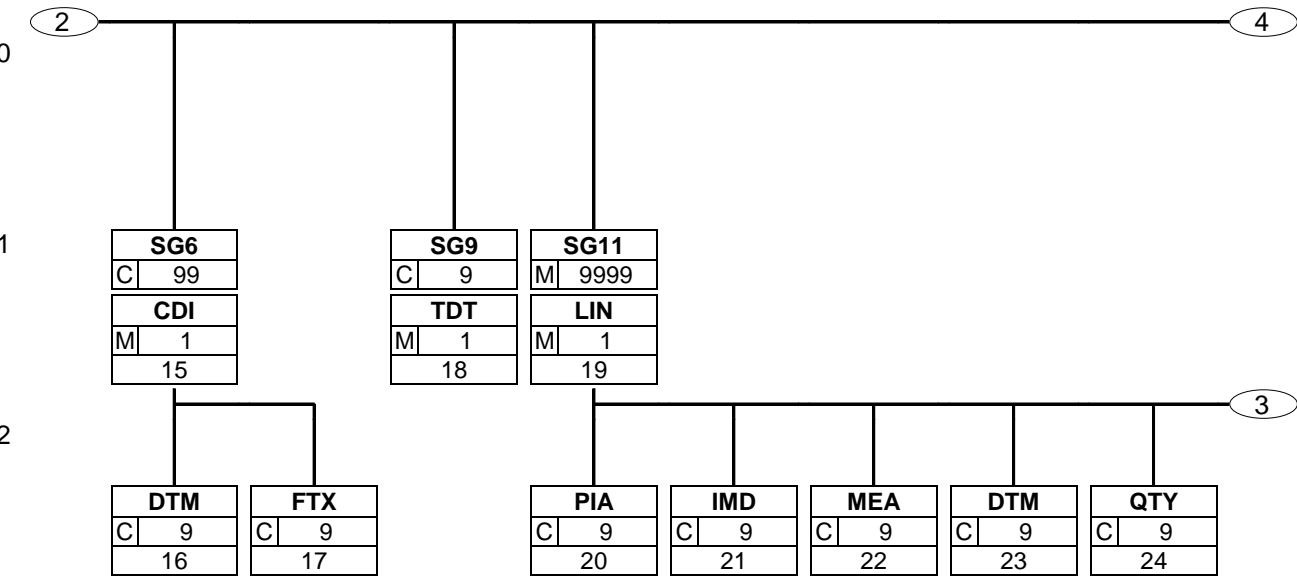 2 4
0
1
SG6 SG9 SG11
C 99 C 9 M 9999
CDI TDT LIN
M 1 M 1 M 1
15 18 19
3
2
DTM FTX PIA IMD MEA DTM QTY
C 9 C 9 C 9 C 9 C 9 C 9 C 9
16 17 20 21 22 23 24